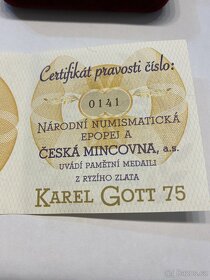 Certifikát pravosti číslo:
0141
Národní numismatická
epopej a
Česká mincovna, a.s.
uvádí pamětní medaili
z ryzího zlata
Karel Gott 75